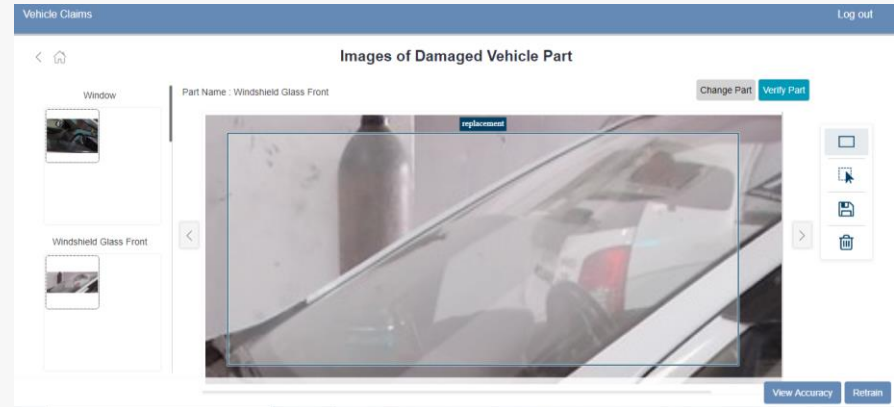 Vehicle Claims
Log out
Images of Damaged Vehicle Part
Window
Part Name : Windshield Glass Front
Change Part
Verify Part
replacement
Windshield Glass Front
View Accuracy
Retrain